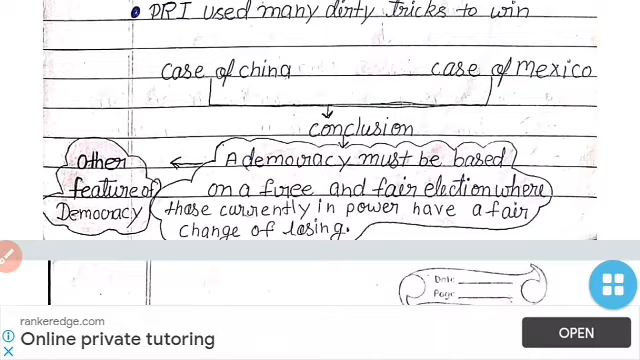 • PRI used many dirty tricks to win
case of china case of mexico
conclusion
Other
feature of
Democracy
A democracy must be based
on a free and fair election where
those currently in power have a fair
change of losing.
Date
Page
rankeredge.com
Online private tutoring
OPEN